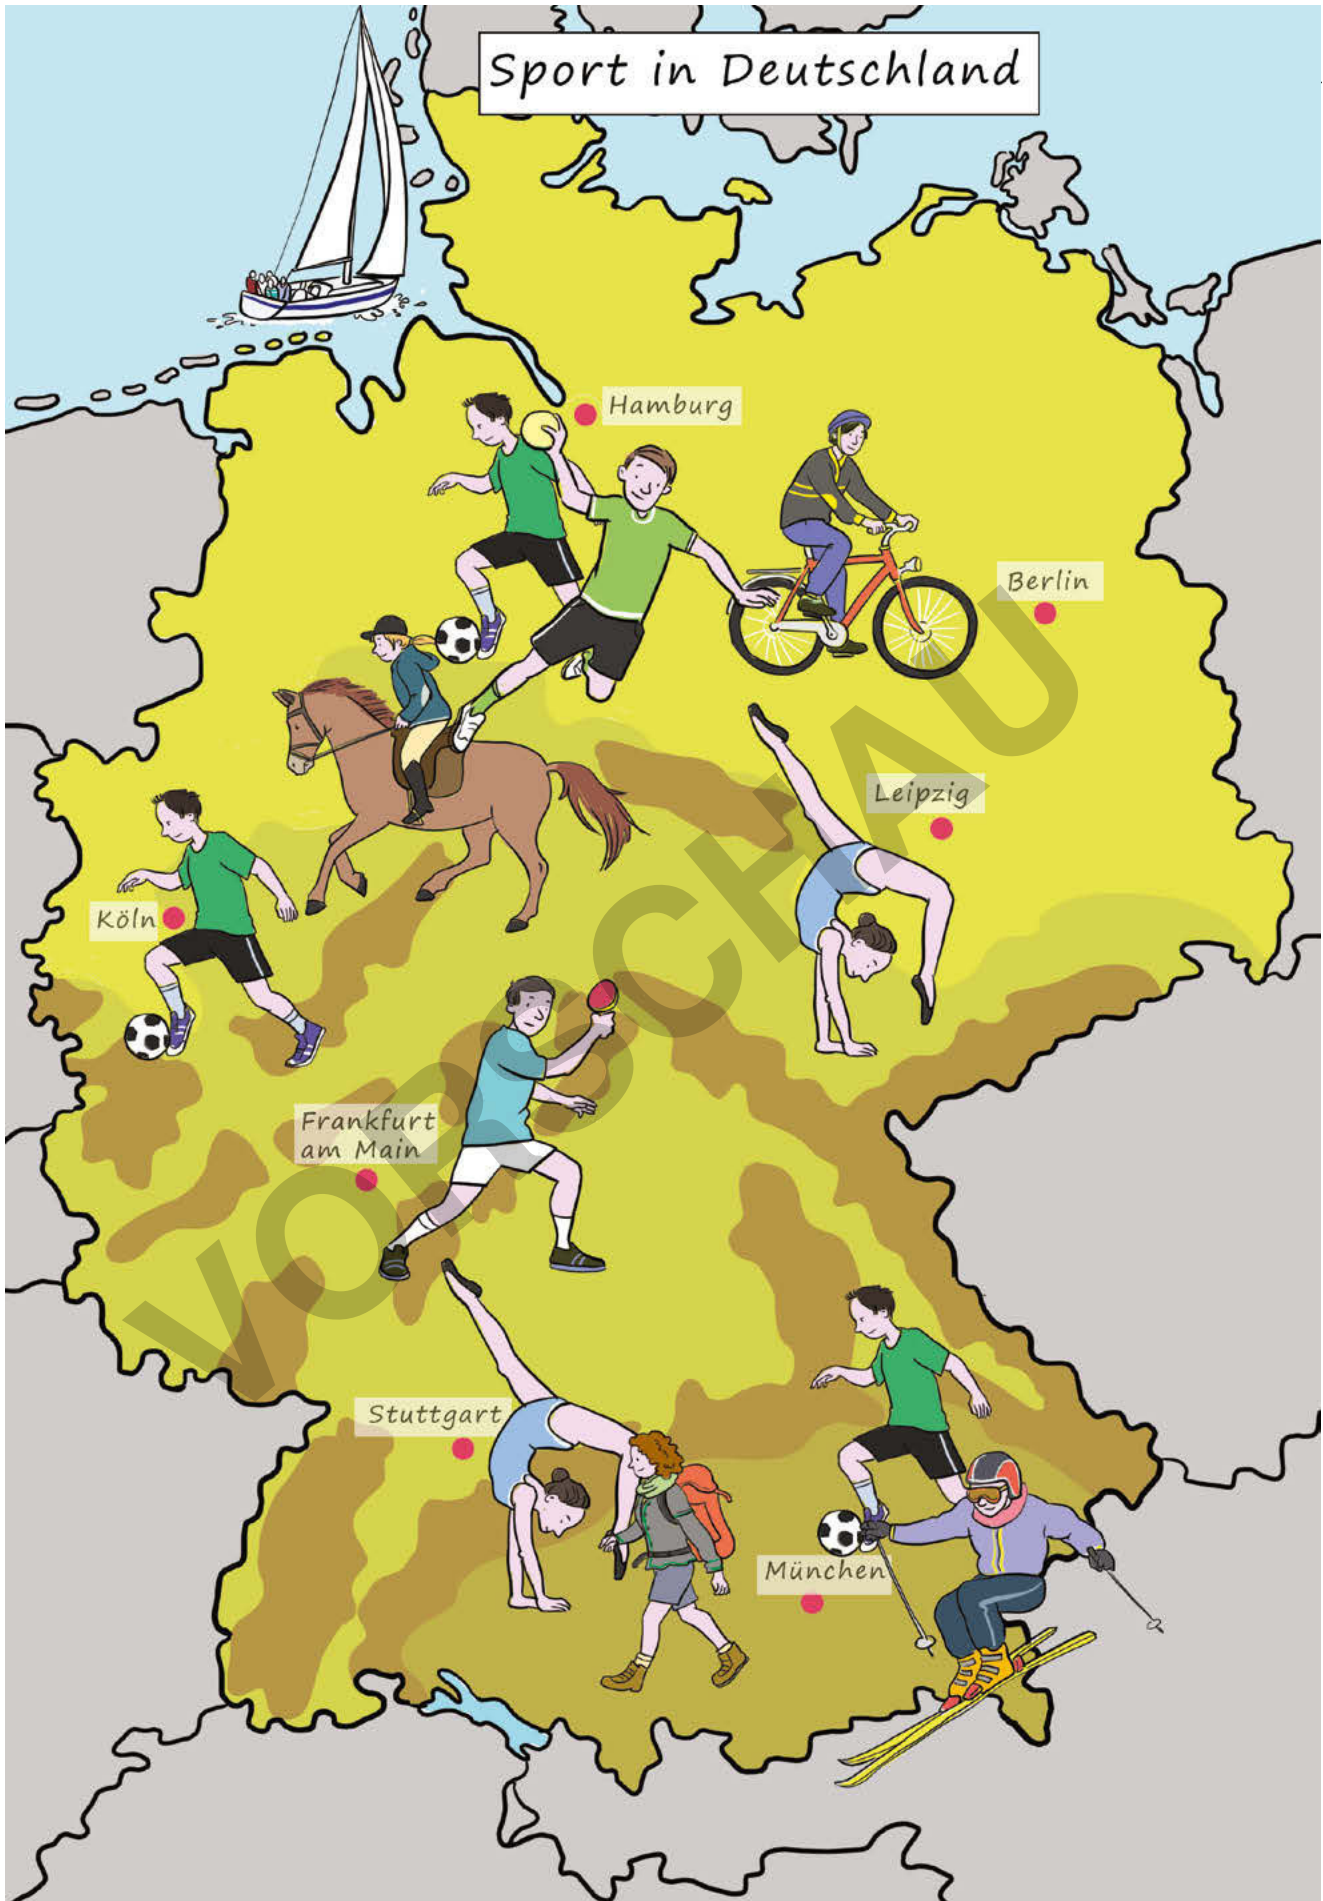 Sport in Deutschland
Hamburg
Berlin
Leipzig
Köln
Frankfurt
am Main
Stuttgart
München
VORSCHAU